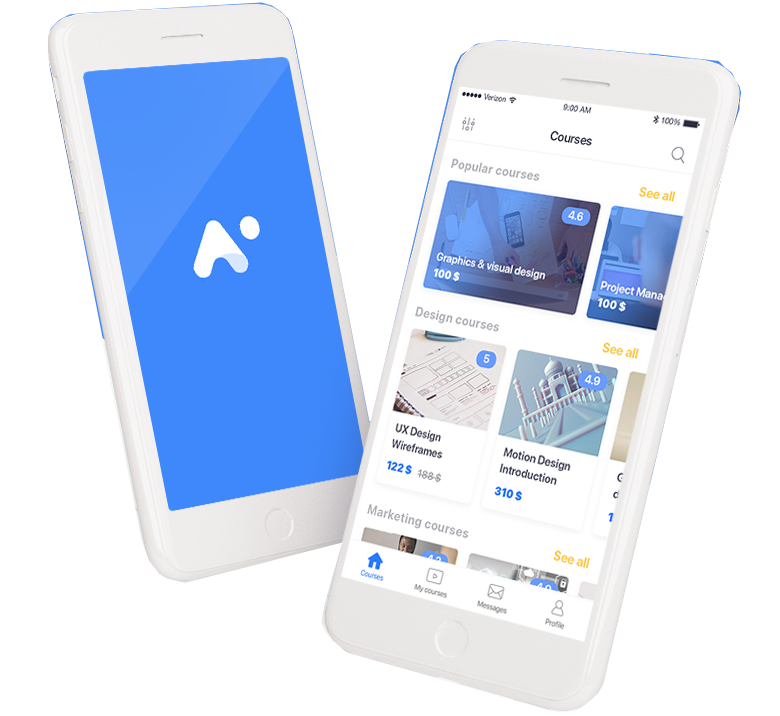 Verizon
9:00 AM
100%
Courses
Popular courses
See all
4.6
Graphics & visual design
100 $
Project Mana
100 $
Design courses
See all
5
UX Design
Wireframes
122 $ 188 $
4.9
Motion Design
Introduction
310 $
Marketing courses
See all
Courses
My courses
Messages
Profile